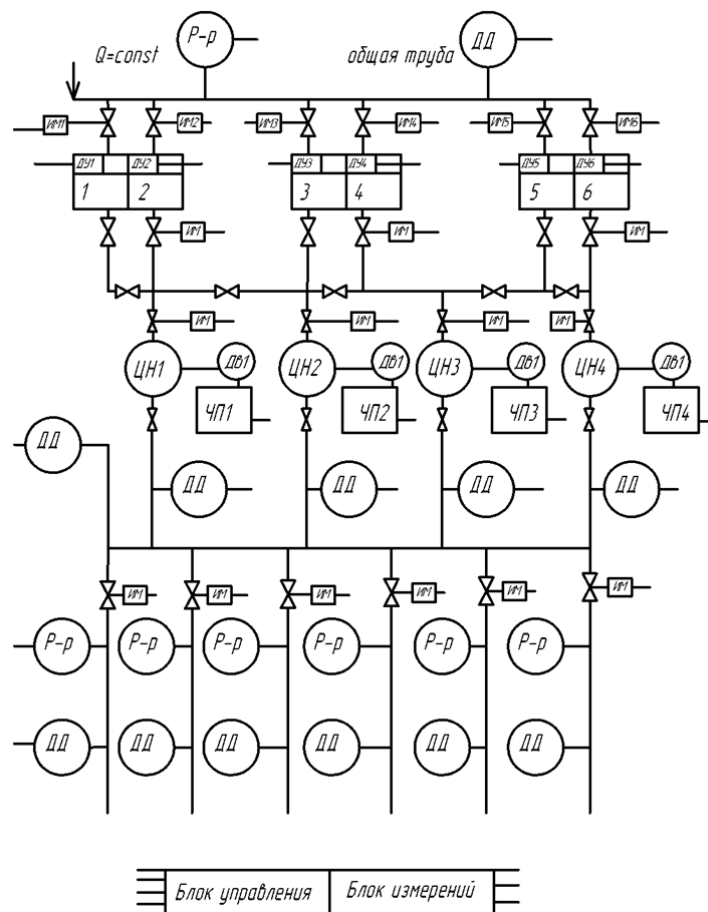 Р-р
ДД
Q=const
общая труба
ИМ1
ИМ2
ИМ3
ИМ4
ИМ5
ИМ6
ДУ1
ДУ2
ДУ3
ДУ4
ДУ5
ДУ6
1
2
3
4
5
6
ИМ
ИМ
ИМ
ИМ
ИМ
ИМ
ИМ
ЦН1
Дв1
ЦН2
Дв1
ЦН3
Дв1
ЦН4
Дв1
ЧП1
ЧП2
ЧП3
ЧП4
ДД
ДД
ДД
ДД
ДД
ИМ
ИМ
ИМ
ИМ
ИМ
ИМ
Р-р
Р-р
Р-р
Р-р
Р-р
Р-р
ДД
ДД
ДД
ДД
ДД
ДД
Блок управления
Блок измерений